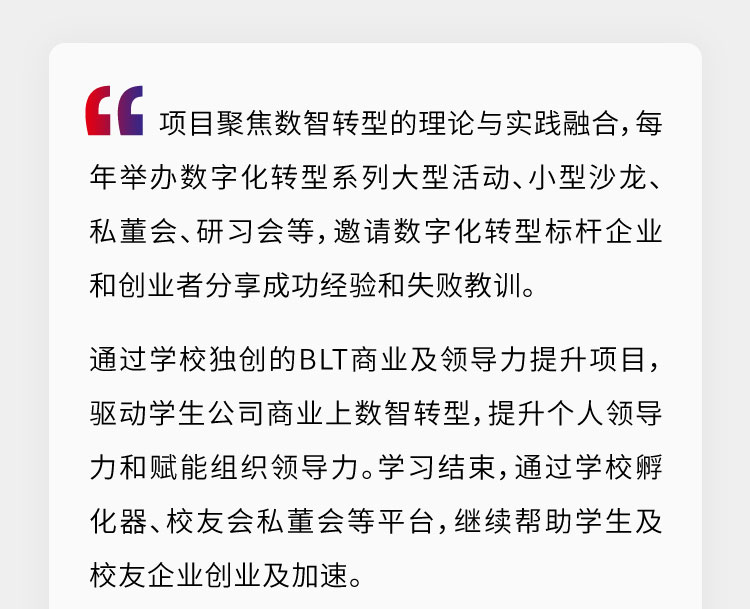 “项目聚焦数智转型的理论与实践融合，每
年举办数字化转型系列大型活动、小型沙龙、
私董会、研习会等，邀请数字化转型标杆企业
和创业者分享成功经验和失败教训。
通过学校独创的BLT商业及领导力提升项目，
驱动学生公司商业上数智转型，提升个人领导
力和赋能组织领导力。学习结束，通过学校孵
化器、校友会私董会等平台，继续帮助学生及
校友企业创业及加速。